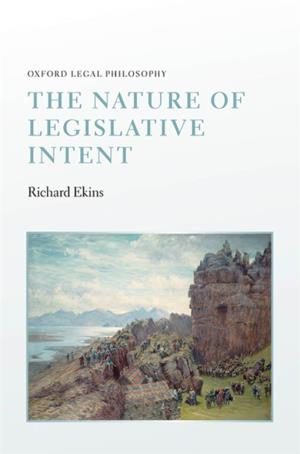 OXFORD LEGAL PHILOSOPHY
THE NATURE OF
LEGISLATIVE
INTENT
Richard Ekins